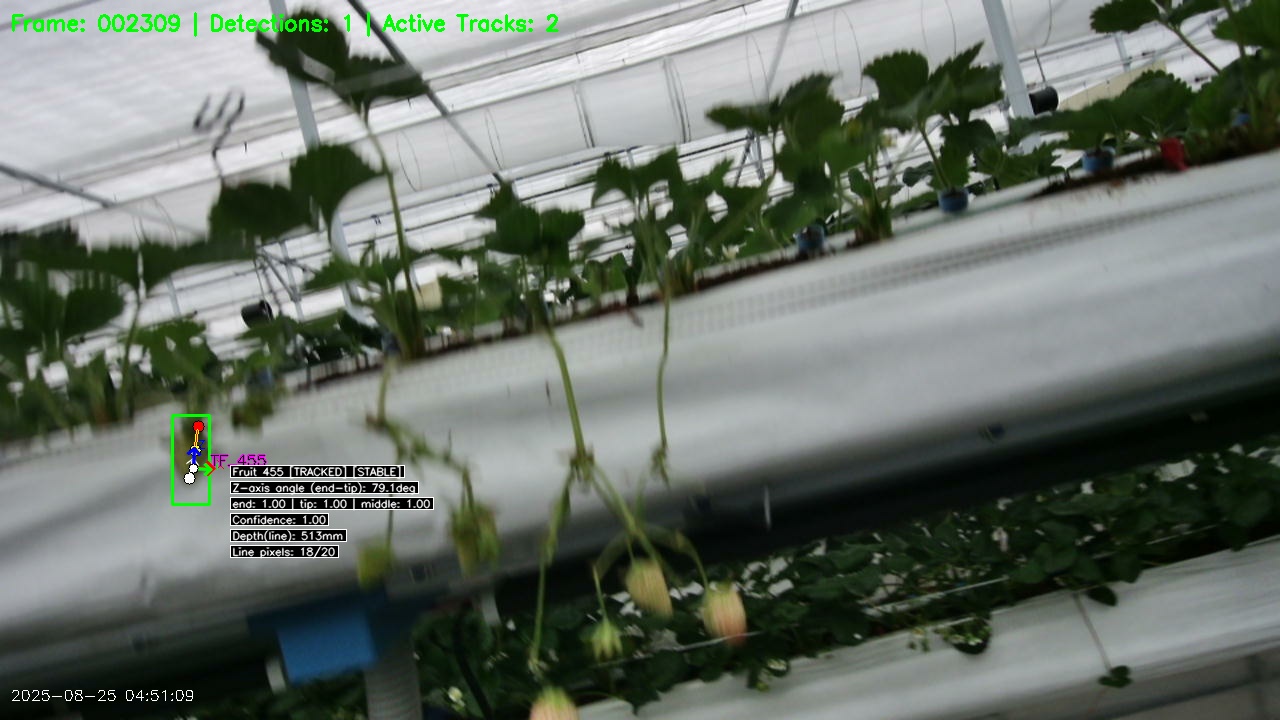 Frame: 002309 | Detections: 1 | Active Tracks: 2
TF_455
Fruit 455 [TRACKED] [STABLE]
Z-axis angle (end-tip): 79.1deg
end: 1.00 | tip: 1.00 | middle: 1.00
Confidence: 1.00
Depth(line): 513mm
Line pixels: 18/20
2025-08-25 04:51:09